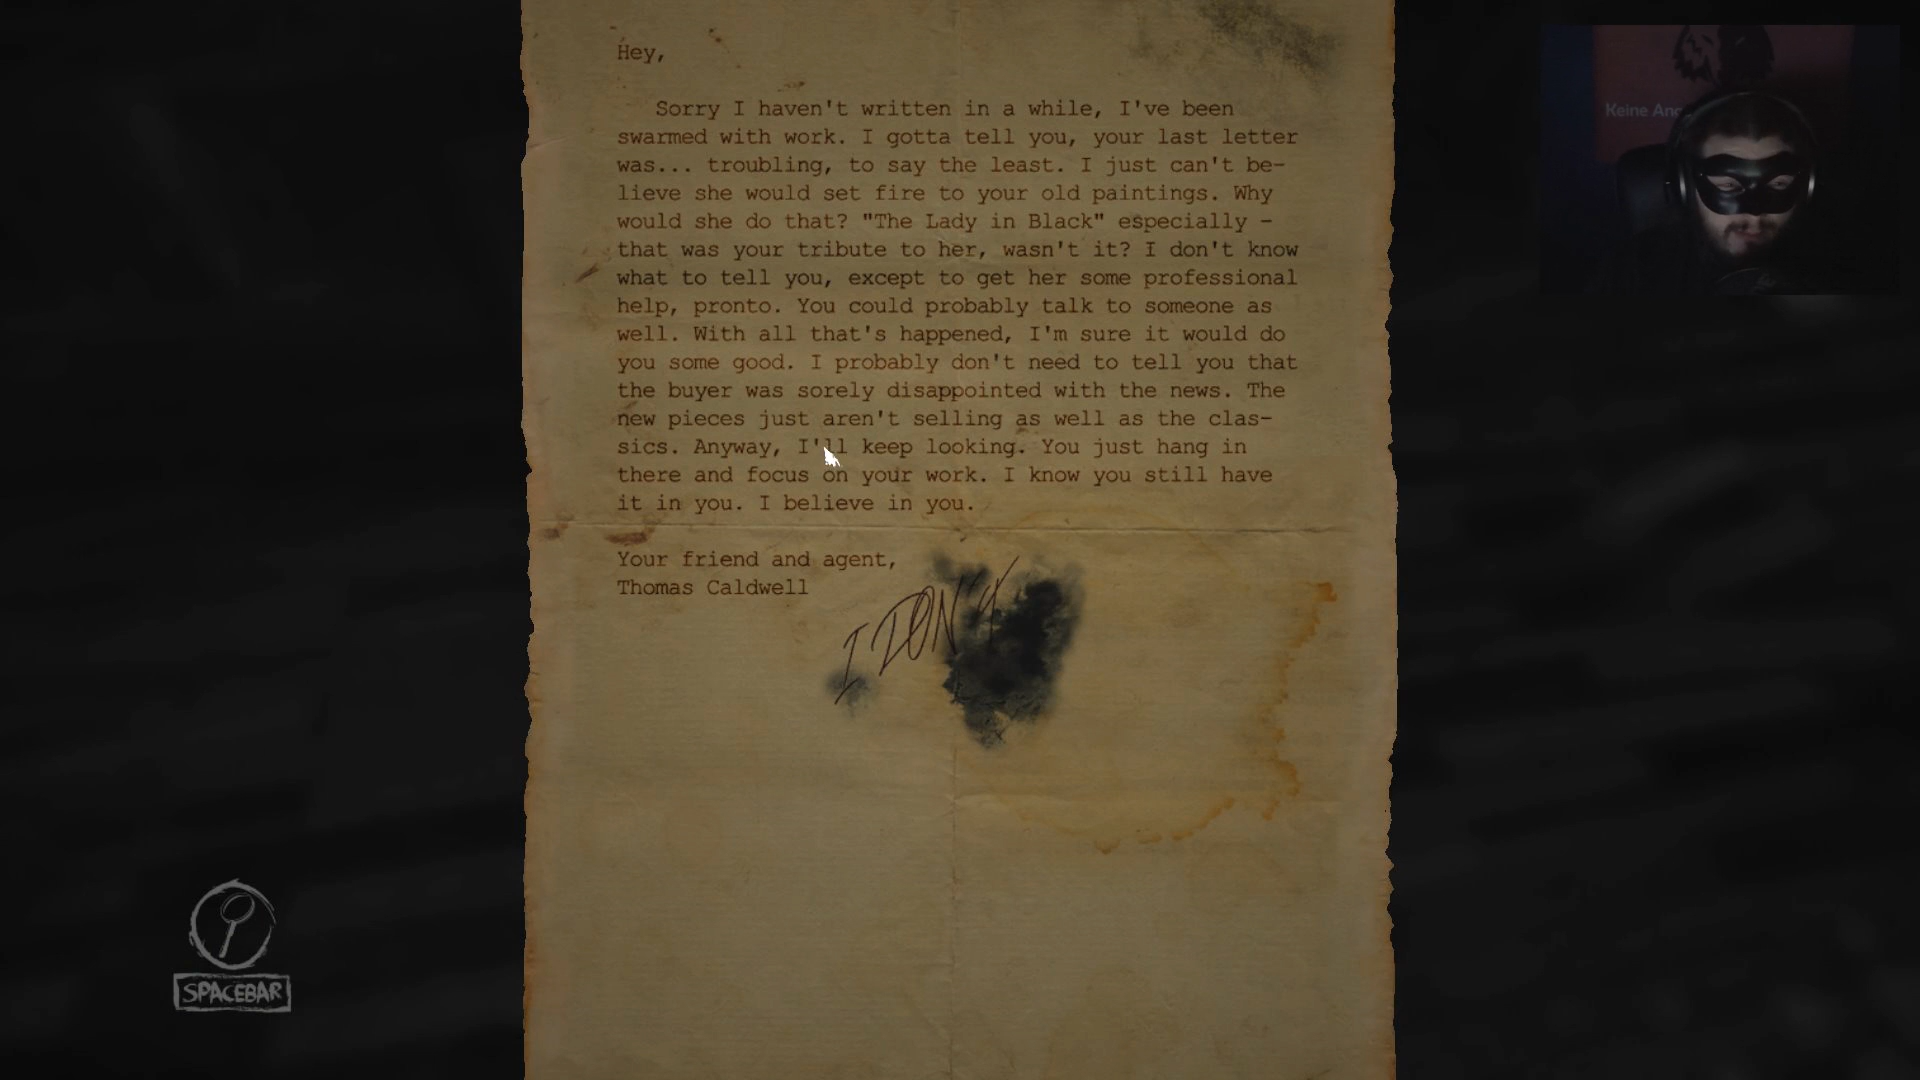 Hey,
Sorry I haven't written in a while, I've been
swarmed with work. I gotta tell you, your last letter
was... troubling, to say the least. I just can't be-
lieve she would set fire to your old paintings. Why
would she do that? "The Lady in Black" especially -
that was your tribute to her, wasn't it? I don't know
what to tell you, except to get her some professional
help, pronto. You could probably talk to someone as
well. With all that's happened, I'm sure it would do
you some good. I probably don't need to tell you that
the buyer was sorely disappointed with the news. The
new pieces just aren't selling as well as the clas-
sics. Anyway, I'll keep looking. You just hang in
there and focus on your work. I know you still have
it in you. I believe in you.
Your friend and agent,
Thomas Caldwell
I DON'T
Keine
SPACEBAR